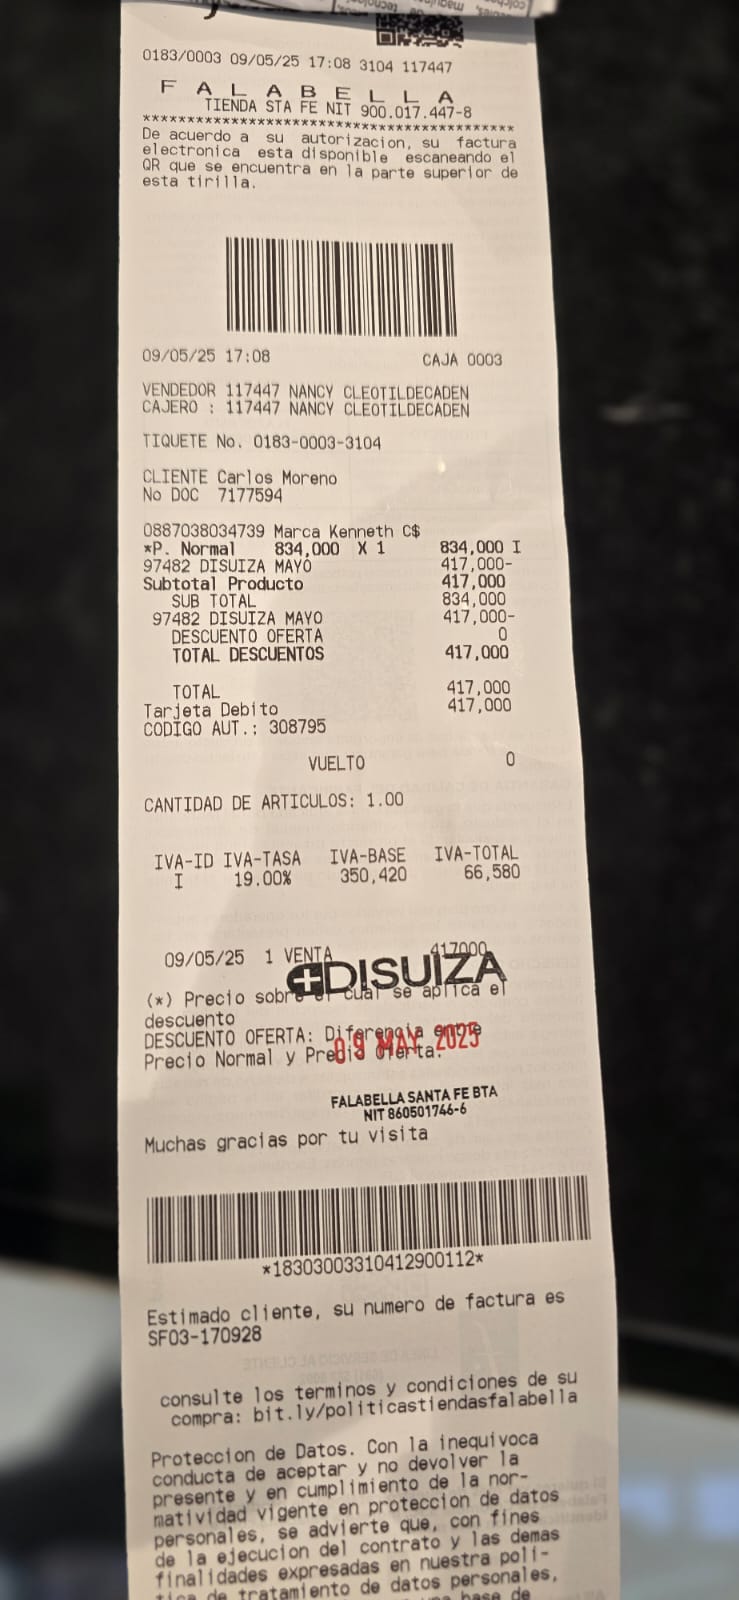 0183/0003 09/05/25 17:08 3104 117447
F A L A B E L L A
TIENDA STA FE NIT 900.017.447-8
******************************************
De acuerdo a su autorizacion, su factura
electronica esta disponible escaneando el
QR que se encuentra en la parte superior de
esta tirilla.
09/05/25 17:08 CAJA 0003
VENDEDOR 117447 NANCY CLEOTILDECADEN
CAJERO : 117447 NANCY CLEOTILDECADEN
TIQUETE No. 0183-0003-3104
CLIENTE Carlos Moreno
No DOC 7177594
0887038034739 Marca Kenneth C$
*P. Normal 834,000 X 1 834,000 I
97482 DISUIZA MAYO 417,000-
Subtotal Producto 417,000
SUB TOTAL 834,000
97482 DISUIZA MAYO 417,000-
DESCUENTO OFERTA 0
TOTAL DESCUENTOS 417,000
TOTAL 417,000
Tarjeta Debito 417,000
CODIGO AUT.: 308795
VUELTO 0
CANTIDAD DE ARTICULOS: 1.00
IVA-ID IVA-TASA IVA-BASE IVA-TOTAL
I 19.00% 350,420 66,580
09/05/25 1 VENTA 417000
DISUIZA
(*) Precio sobre el cual se aplica el
descuento
DESCUENTO OFERTA: Diferencia entre
Precio Normal y Precio Oferta.
09 MAY 2025
FALABELLA SANTA FE BTA
NIT 860501746-6
Muchas gracias por tu visita
*18303003310412900112*
Estimado cliente, su numero de factura es
SF03-170928
consulte los terminos y condiciones de su
compra: bit.ly/politicastiendasfalabella
Proteccion de Datos. Con la inequivoca
conducta de aceptar y no devolver la
presente y en cumplimiento de la nor-
matividad vigente en proteccion de datos
personales, se advierte que, con fines
de la ejecucion del contrato y las demas
finalidades expresadas en nuestra poli-
tica de tratamiento de datos personales,
base de